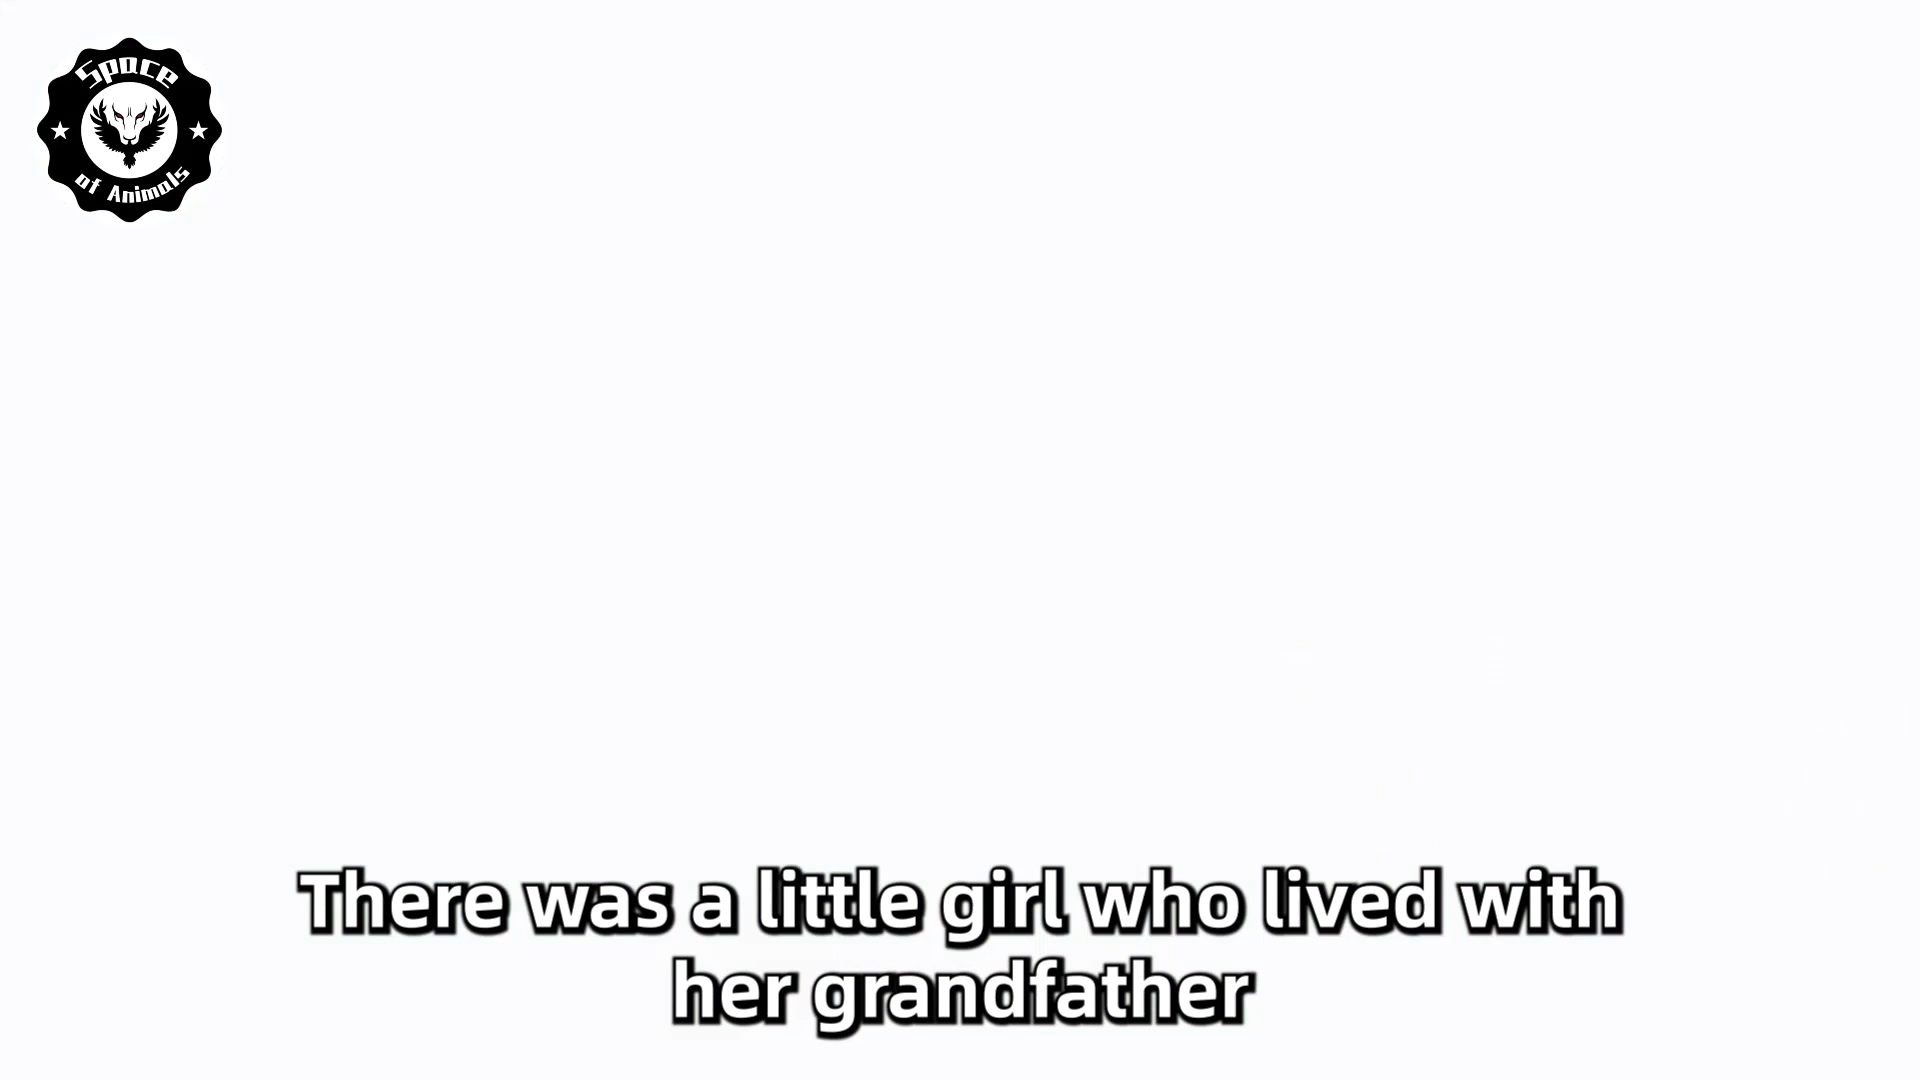 Space
of Animals
There was a little girl who lived with
her grandfather